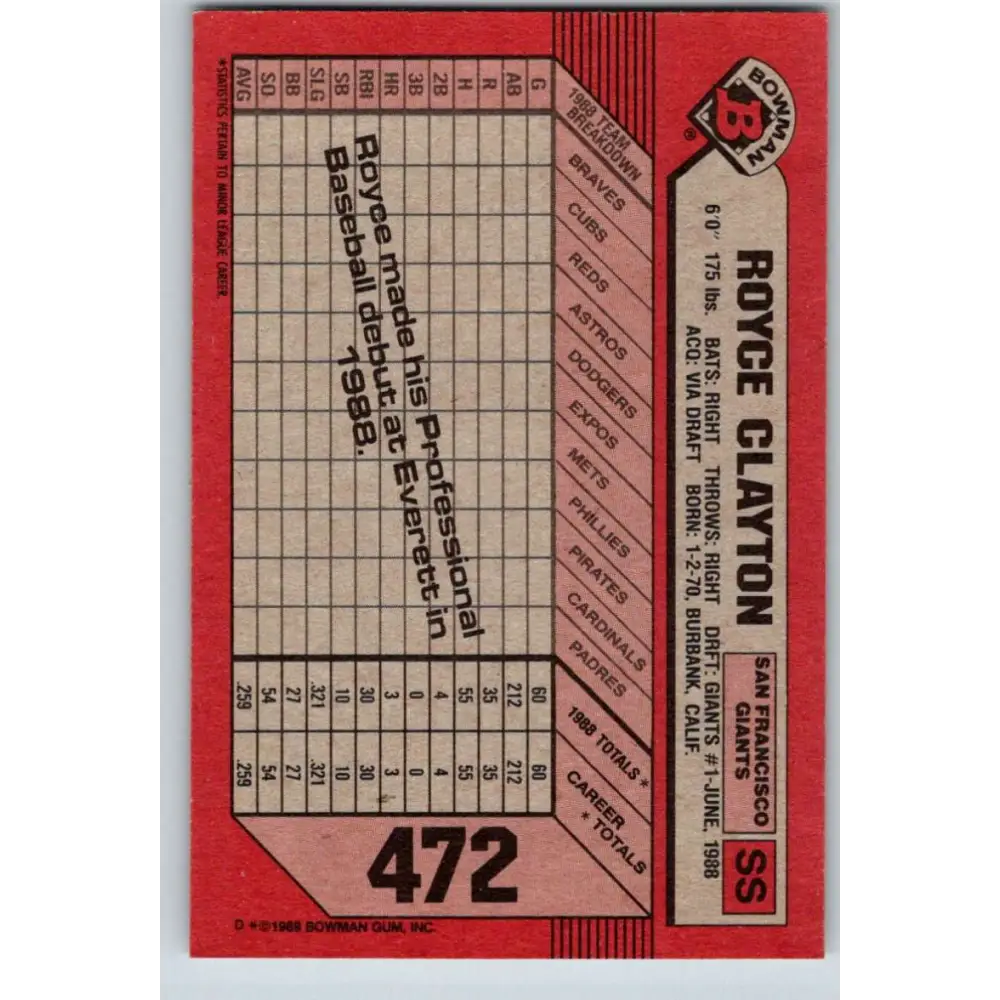 BOWMAN
B
®
ROYCE CLAYTON
SAN FRANCISCO
GIANTS
SS
6'0" 175 lbs. BATS: RIGHT THROWS: RIGHT DRFT: GIANTS #1-JUNE, 1988
ACQ: VIA DRAFT BORN: 1-2-70, BURBANK, CALIF.
1988 TEAM
BREAKDOWN
BRAVES
CUBS
REDS
ASTROS
DODGERS
EXPOS
METS
PHILLIES
PIRATES
CARDINALS
PADRES
1988 TOTALS *
CAREER
* TOTALS
G 60 60
AB 212 212
R 35 35
H 55 55
2B 4 4
3B 0 0
HR 3 3
RBI 30 30
SB 10 10
SLG .321 .321
BB 27 27
SO 54 54
AVG .259 .259
Royce made his Professional
Baseball debut at Everett in
1988.
472
*STATISTICS PERTAIN TO MINOR LEAGUE CAREER.
D *©1989 BOWMAN GUM, INC.